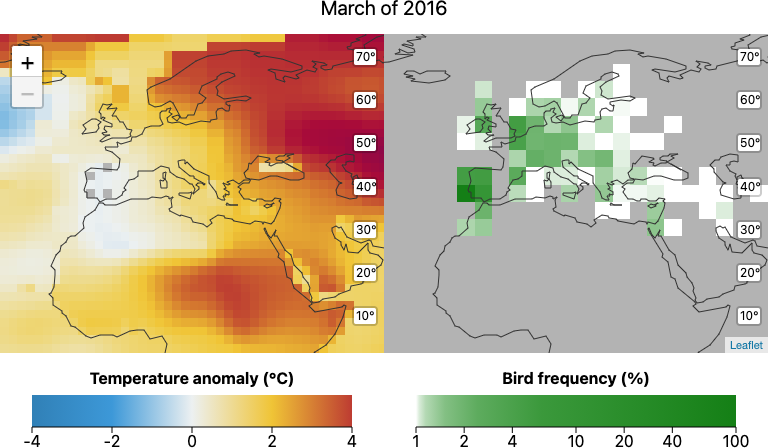 March of 2016
+
−
70°
60°
50°
40°
30°
20°
10°
70°
60°
50°
40°
30°
20°
10°
Leaflet
Temperature anomaly (°C)
-4 -2 0 2 4
Bird frequency (%)
1 2 4 10 20 40 100